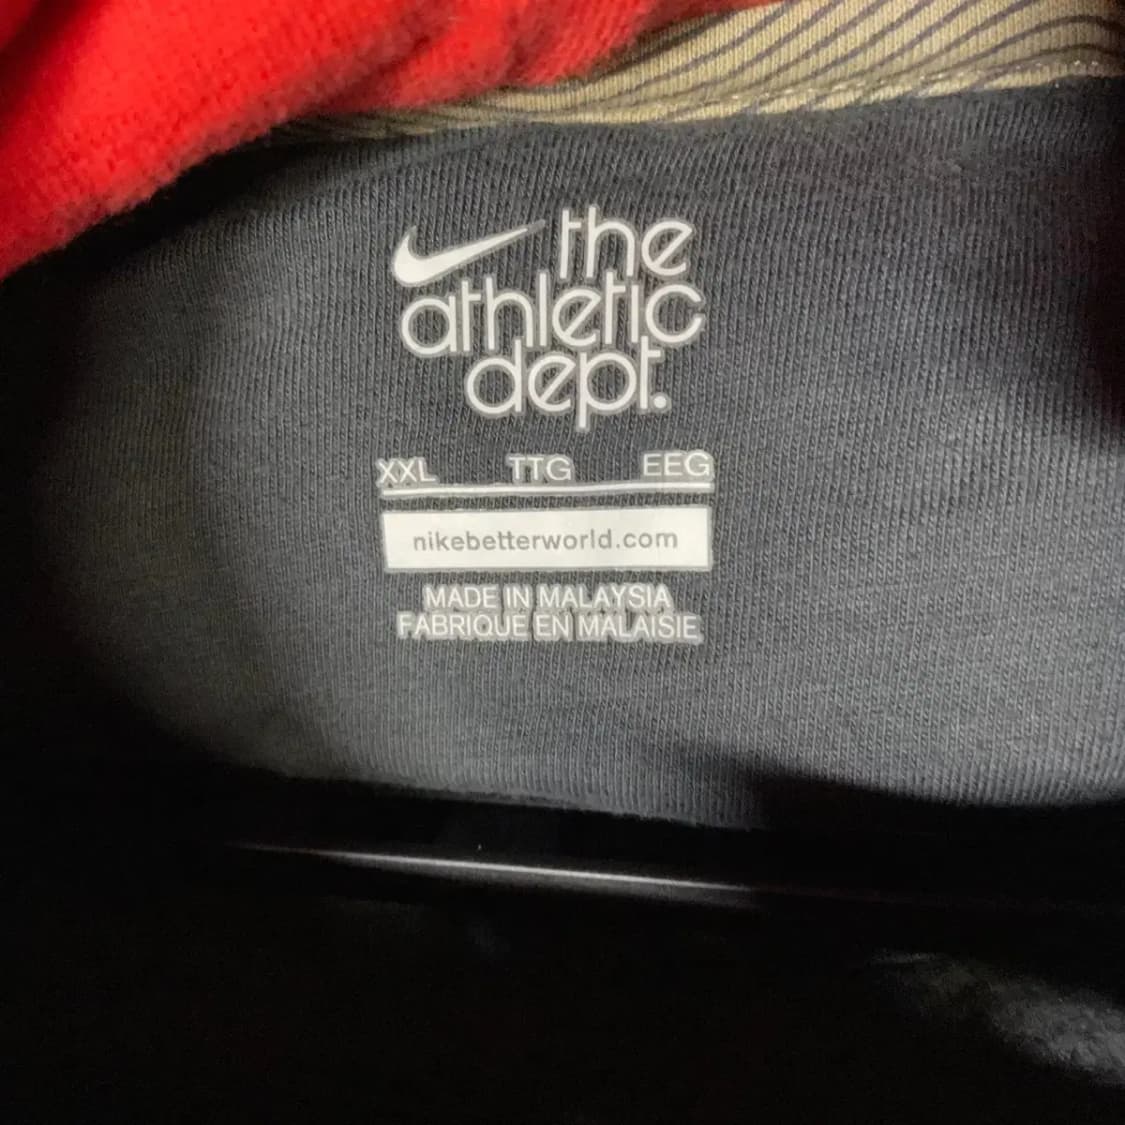 the
athletic
dept.
XXL TTG EEG
nikebetterworld.com
MADE IN MALAYSIA
FABRIQUE EN MALAISIE